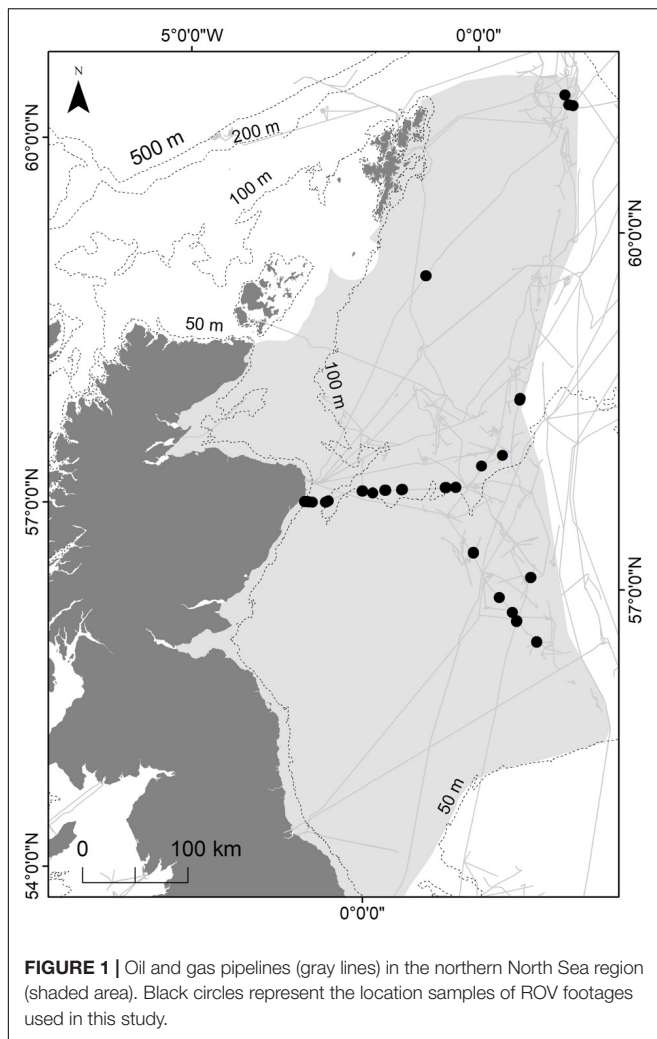 5°0'0"W
0°0'0"
N
60°0'0"N
500 m
200 m
100 m
60°0'0"N
50 m
100 m
57°0'0"N
57°0'0"N
50 m
0 100 km
54°0'0"N
0°0'0"
FIGURE 1 | Oil and gas pipelines (gray lines) in the northern North Sea region
(shaded area). Black circles represent the location samples of ROV footages
used in this study.